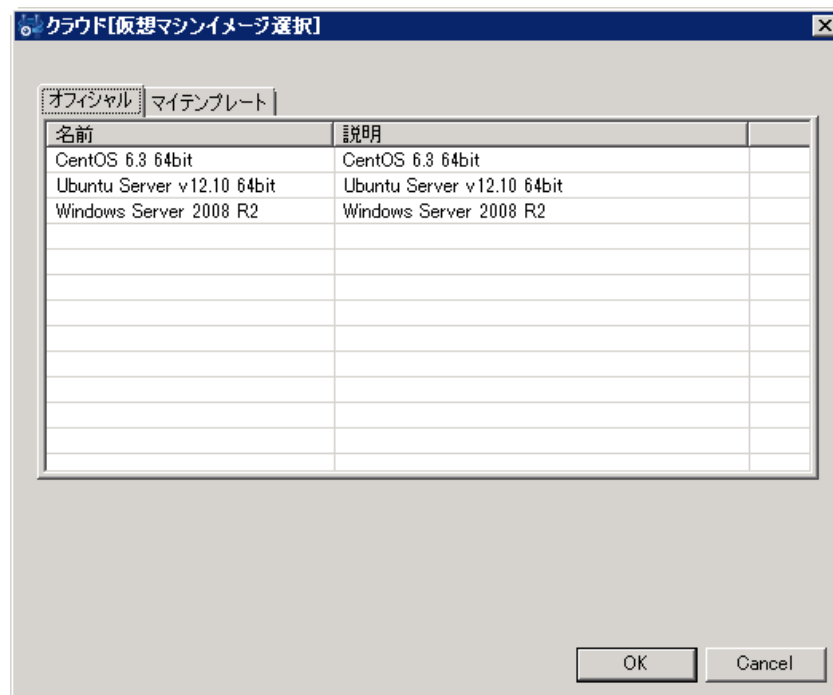 クラウド[仮想マシンイメージ選択]
オフィシャル マイテンプレート
名前 説明
CentOS 6.3 64bit CentOS 6.3 64bit
Ubuntu Server v12.10 64bit Ubuntu Server v12.10 64bit
Windows Server 2008 R2 Windows Server 2008 R2
OK Cancel